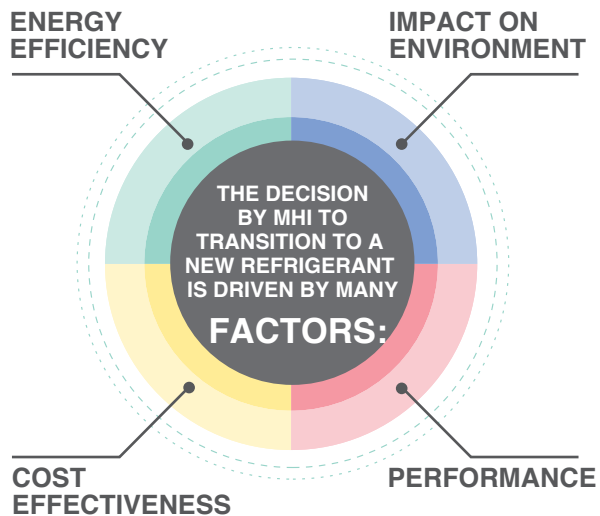 ENERGY
EFFICIENCY
IMPACT ON
ENVIRONMENT
THE DECISION
BY MHI TO
TRANSITION TO A
NEW REFRIGERANT
IS DRIVEN BY MANY
FACTORS:
COST
EFFECTIVENESS
PERFORMANCE